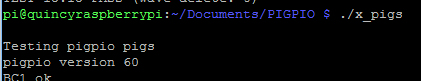 pi@quincyraspberrypi:~/Documents/PIGPIO $ ./x_pigs
Testing pigpio pigs
pigpio version 60
BC1 ok